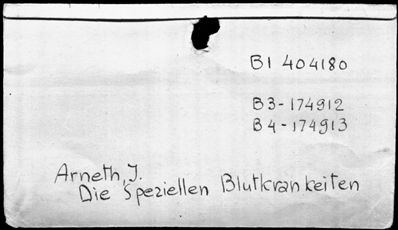 B1 404180
B3-174912
B4-174913
Arneth, J.
Die speziellen Blutkrankeiten